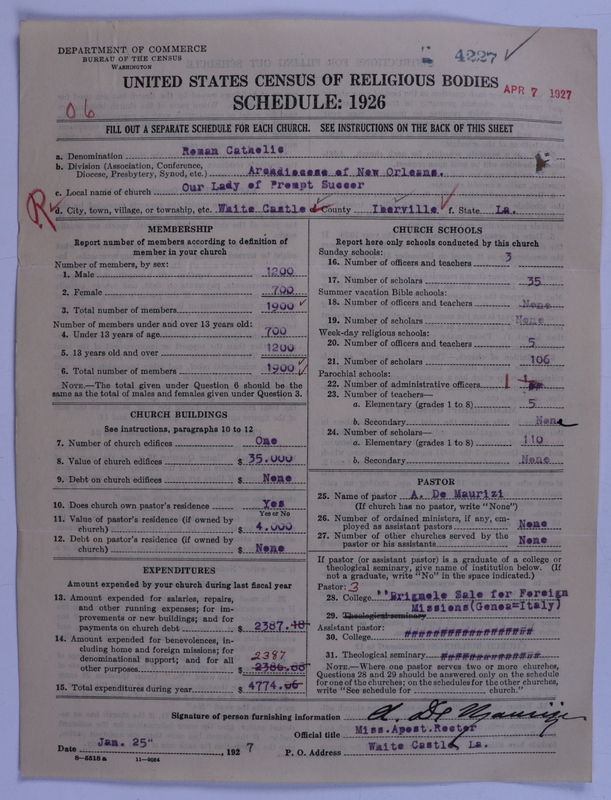 DEPARTMENT OF COMMERCE
BUREAU OF THE CENSUS
WASHINGTON
4227
UNITED STATES CENSUS OF RELIGIOUS BODIES
APR 7 1927
06
SCHEDULE: 1926
FILL OUT A SEPARATE SCHEDULE FOR EACH CHURCH. SEE INSTRUCTIONS ON THE BACK OF THIS SHEET
a. Denomination Roman Catholic
b. Division (Association, Conference, Diocese, Presbytery, Synod, etc.) Archdiocese of New Orleans.
c. Local name of church Our Lady of Prompt Succor
R d. City, town, village, or township, etc. Waite Castle County Iberville f. State La.
MEMBERSHIP
Report number of members according to definition of
member in your church
Number of members, by sex:
1. Male 1200
2. Female 700
3. Total number of members 1900
Number of members under and over 13 years old:
4. Under 13 years of age 700
5. 13 years old and over 1200
6. Total number of members 1900
NOTE.—The total given under Question 6 should be the
same as the total of males and females given under Question 3.
CHURCH BUILDINGS
See instructions, paragraphs 10 to 12
7. Number of church edifices One
8. Value of church edifices $ 35.000
9. Debt on church edifices $ None
10. Does church own pastor's residence Yes
Yes or No
11. Value of pastor's residence (if owned by
church) $ 4.000
12. Debt on pastor's residence (if owned by
church) $ None
EXPENDITURES
Amount expended by your church during last fiscal year
13. Amount expended for salaries, repairs,
and other running expenses; for im-
provements or new buildings; and for
payments on church debt $ 2387.
14. Amount expended for benevolences, in-
cluding home and foreign missions; for
denominational support; and for all
other purposes $ 2387
15. Total expenditures during year $ 4774.
CHURCH SCHOOLS
Report here only schools conducted by this church
Sunday schools:
16. Number of officers and teachers 3
17. Number of scholars 35
Summer vacation Bible schools:
18. Number of officers and teachers None
19. Number of scholars None
Week-day religious schools:
20. Number of officers and teachers 5
21. Number of scholars 106
Parochial schools:
22. Number of administrative officers 1
23. Number of teachers—
a. Elementary (grades 1 to 8) 5
b. Secondary None
24. Number of scholars—
a. Elementary (grades 1 to 8) 110
b. Secondary None
PASTOR
25. Name of pastor A. De Maurizi
(If church has no pastor, write "None")
26. Number of ordained ministers, if any, em-
ployed as assistant pastors None
27. Number of other churches served by the
pastor or his assistants None
If pastor (or assistant pastor) is a graduate of a college or
theological seminary, give name of institution below. (If
not a graduate, write "No" in the space indicated.)
Pastor: 3
28. College "Brignole Sale for Foreign
Missions(Genoa=Italy)
29. Theological seminary
Assistant pastor:
30. College ##################
31. Theological seminary ##############
NOTE.—Where one pastor serves two or more churches,
Questions 28 and 29 should be answered only on the schedule
for one of the churches; on the schedules for the other churches,
write "See schedule for church."
Signature of person furnishing information A. De Maurizi
Official title Miss.Apost.Rector
Date Jan. 25" , 1927 P. O. Address Waite Castle, La.
8—5518a 11—9264